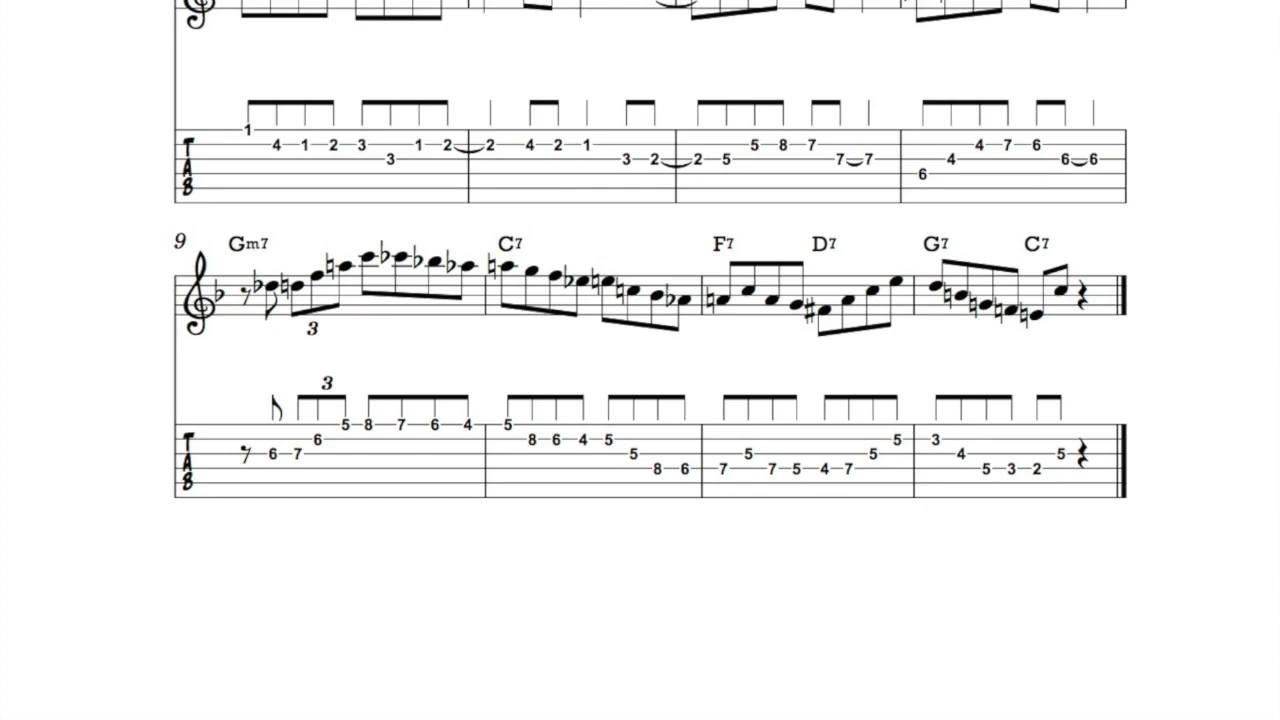 1
4 1 2 3 1 2 2 4 2 1 5 8 7 4 7 6
3 3 2 2 5 7 7 4 6 6
6
9 Gm7 C7 F7 D7 G7 C7
3
3
5 8 7 6 4 5
6 8 6 4 5 5 3
6 7 5 5 5 4 5
8 6 7 7 5 4 7 5 3 2
T
A
B
T
A
B